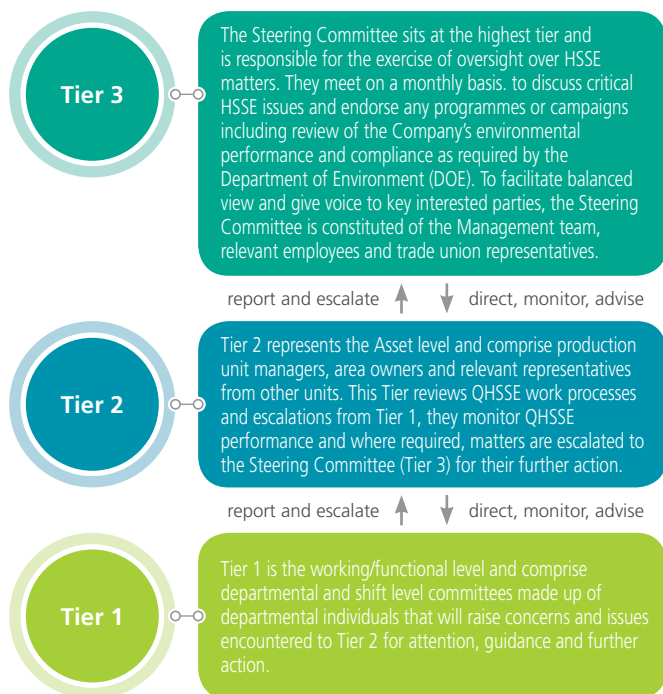 Tier 3
The Steering Committee sits at the highest tier and
is responsible for the exercise of oversight over HSSE
matters. They meet on a monthly basis. to discuss critical
HSSE issues and endorse any programmes or campaigns
including review of the Company's environmental
performance and compliance as required by the
Department of Environment (DOE). To facilitate balanced
view and give voice to key interested parties, the Steering
Committee is constituted of the Management team,
relevant employees and trade union representatives.
report and escalate direct, monitor, advise
Tier 2
Tier 2 represents the Asset level and comprise production
unit managers, area owners and relevant representatives
from other units. This Tier reviews QHSSE work processes
and escalations from Tier 1, they monitor QHSSE
performance and where required, matters are escalated to
the Steering Committee (Tier 3) for their further action.
report and escalate direct, monitor, advise
Tier 1
Tier 1 is the working/functional level and comprise
departmental and shift level committees made up of
departmental individuals that will raise concerns and issues
encountered to Tier 2 for attention, guidance and further
action.